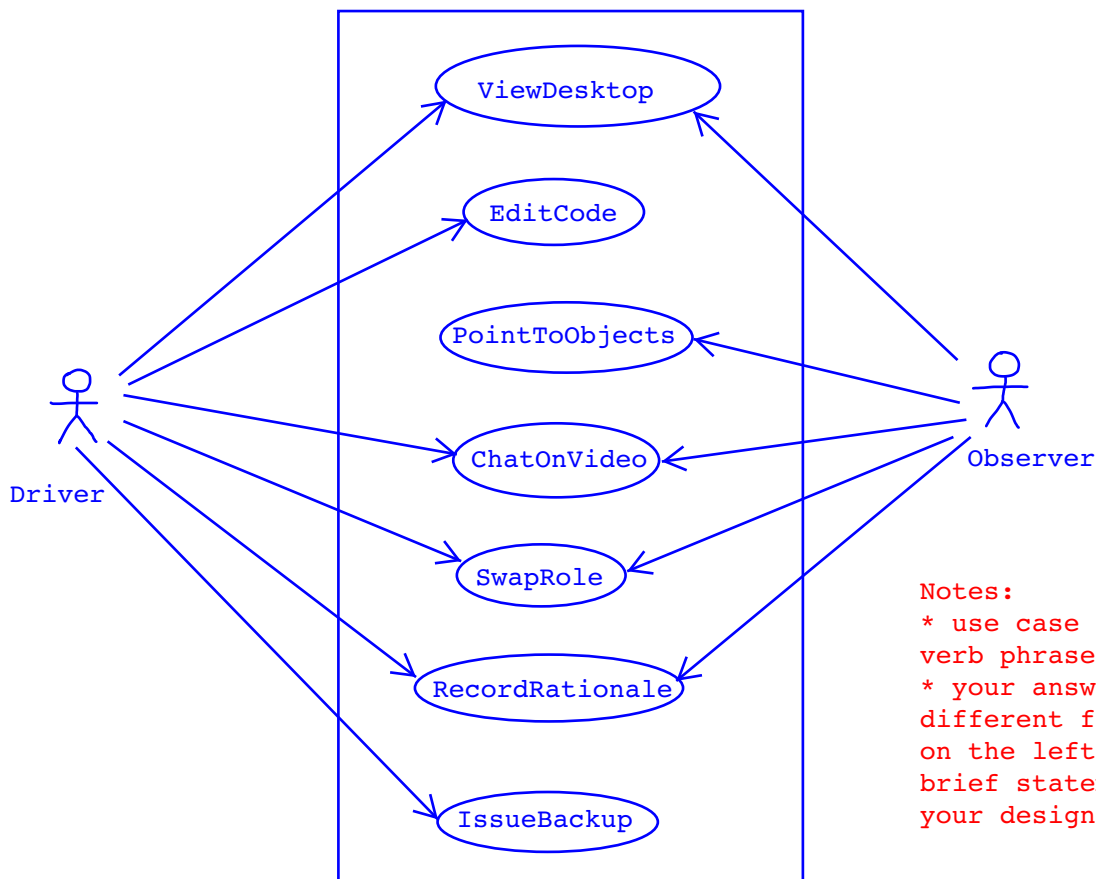 ViewDesktop
EditCode
PointToObjects
ChatOnVideo
Observer
Driver
SwapRole
Notes:
* use case
verb phrase
* your answ
different f
on the left
brief state
your design
RecordRationale
IssueBackup